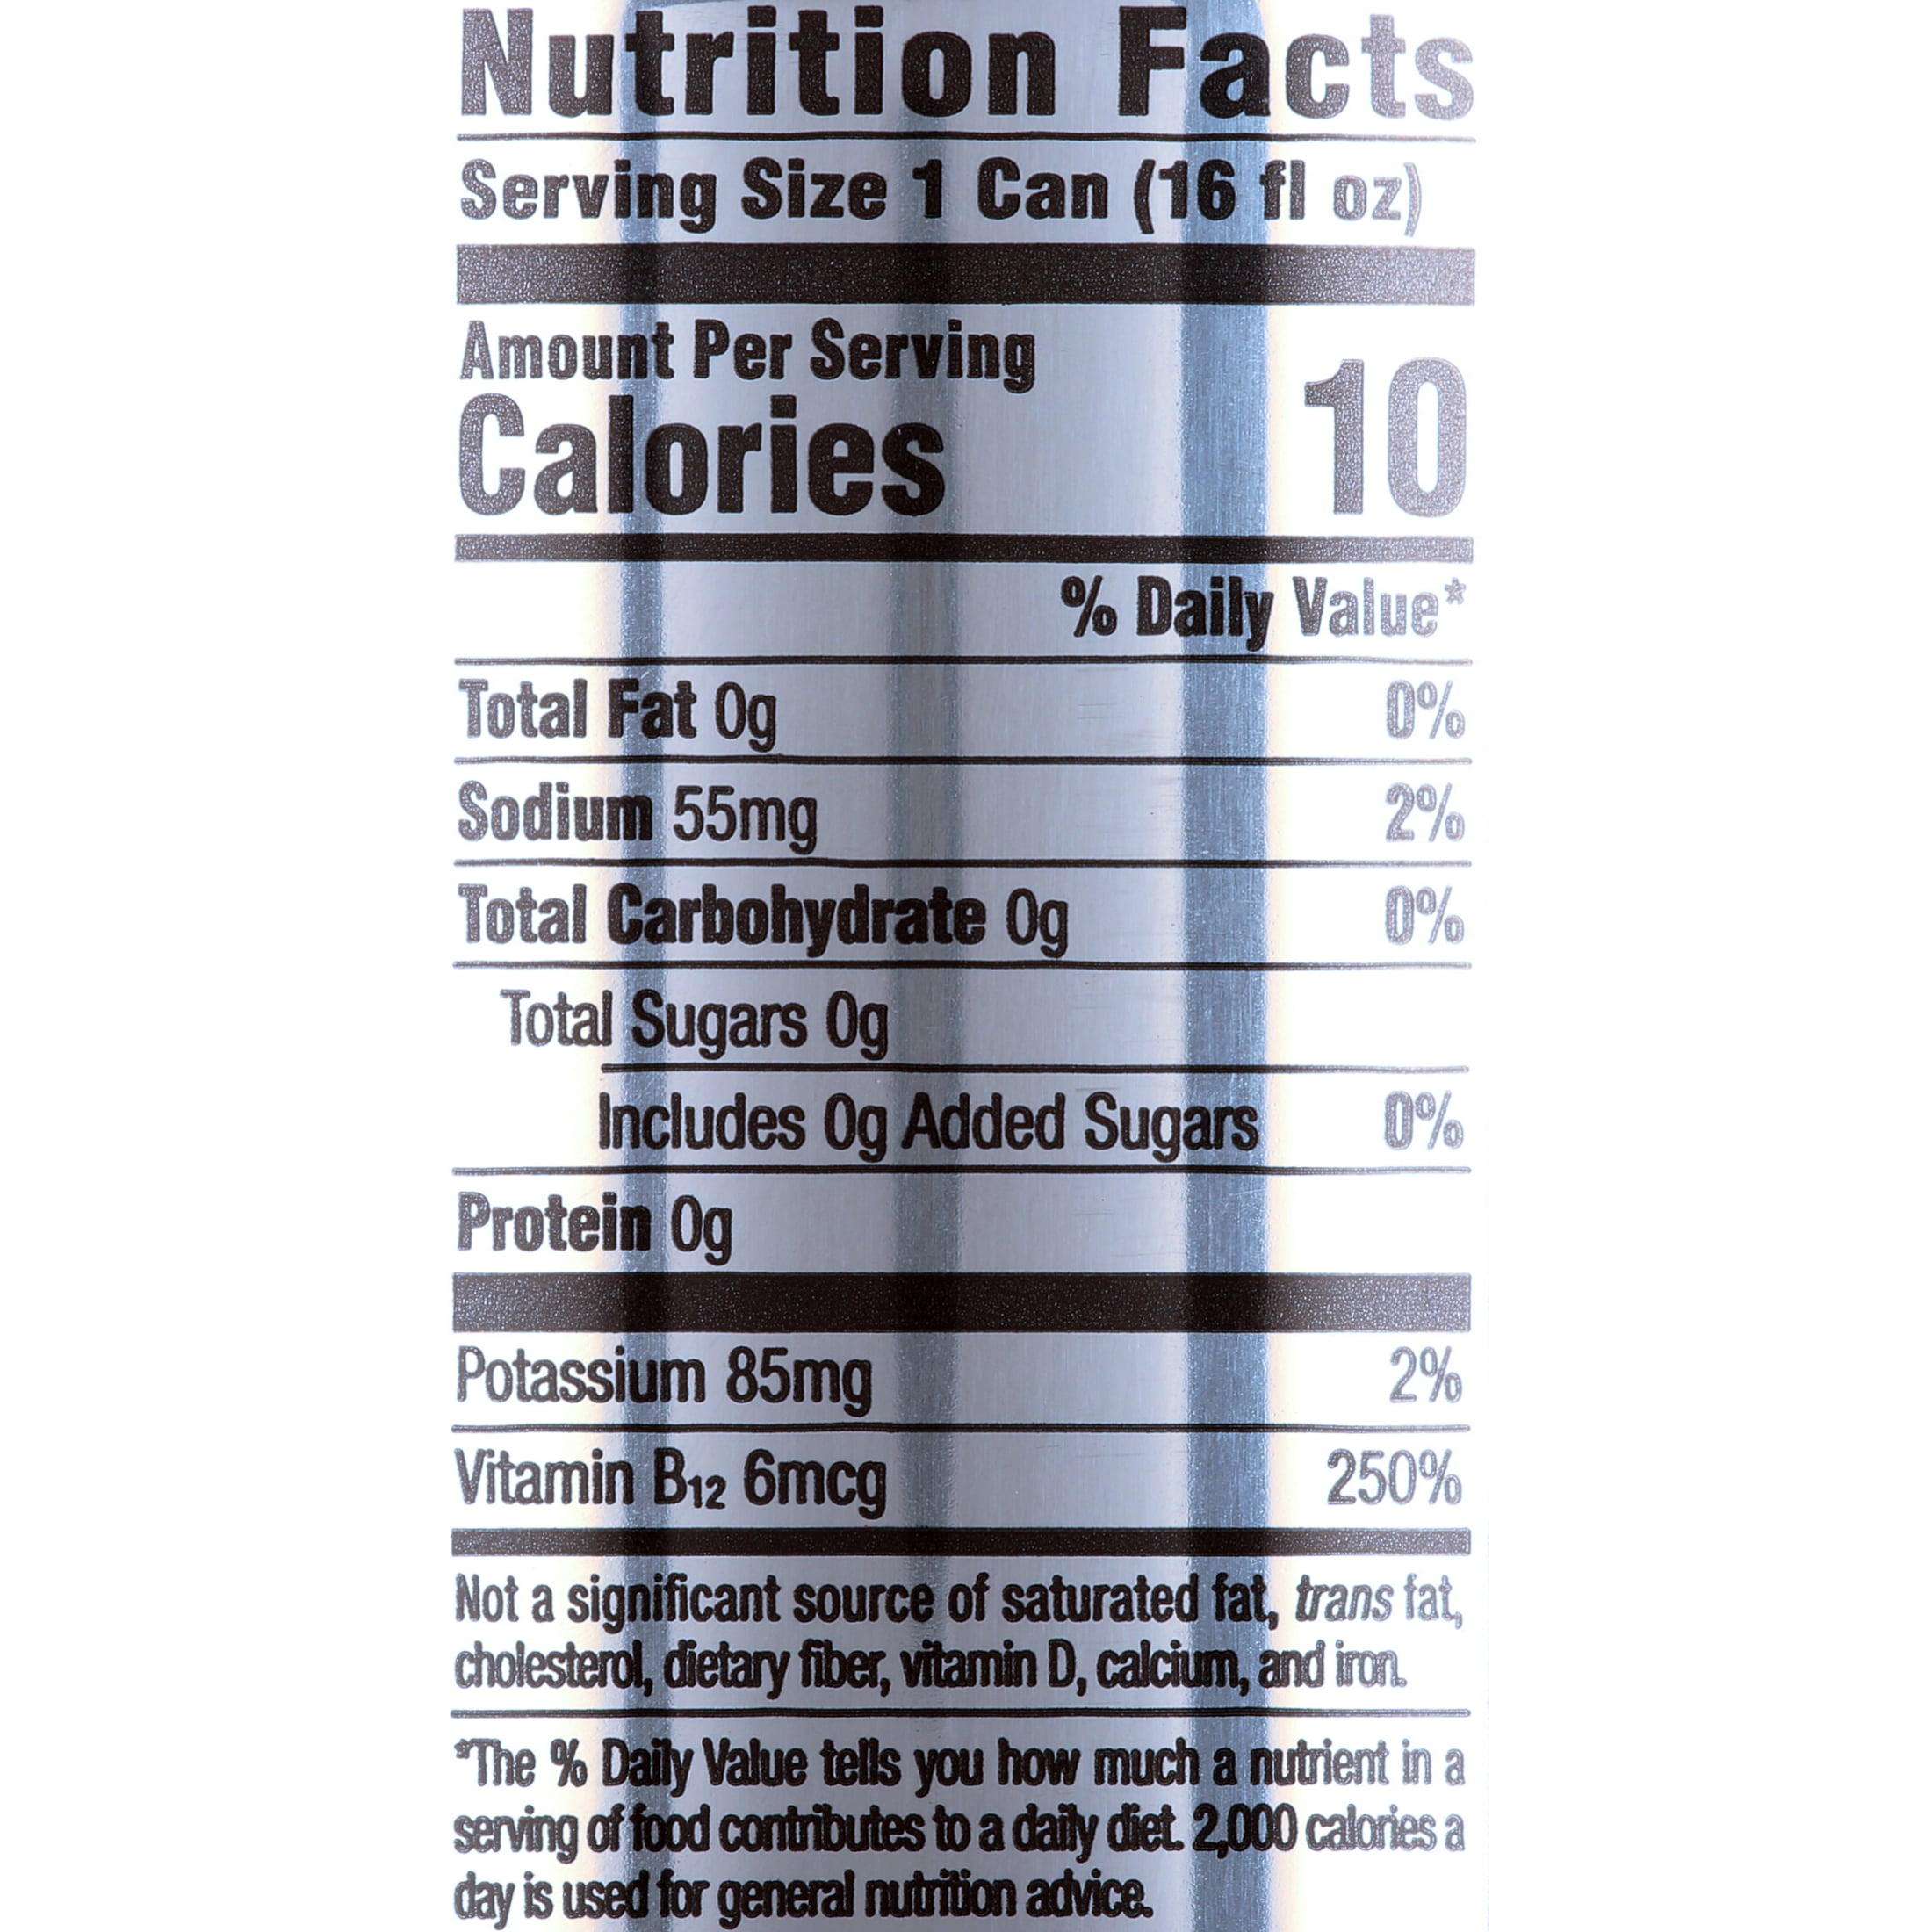 Nutrition Facts
Serving Size 1 Can (16 fl oz)
Amount Per Serving
Calories 10
% Daily Value*
Total Fat 0g 0%
Sodium 55mg 2%
Total Carbohydrate 0g 0%
Total Sugars 0g
Includes 0g Added Sugars 0%
Protein 0g
Potassium 85mg 2%
Vitamin B₁₂ 6mcg 250%
Not a significant source of saturated fat, trans fat,
cholesterol, dietary fiber, vitamin D, calcium, and iron.
*The % Daily Value tells you how much a nutrient in a
serving of food contributes to a daily diet. 2,000 calories a
day is used for general nutrition advice.